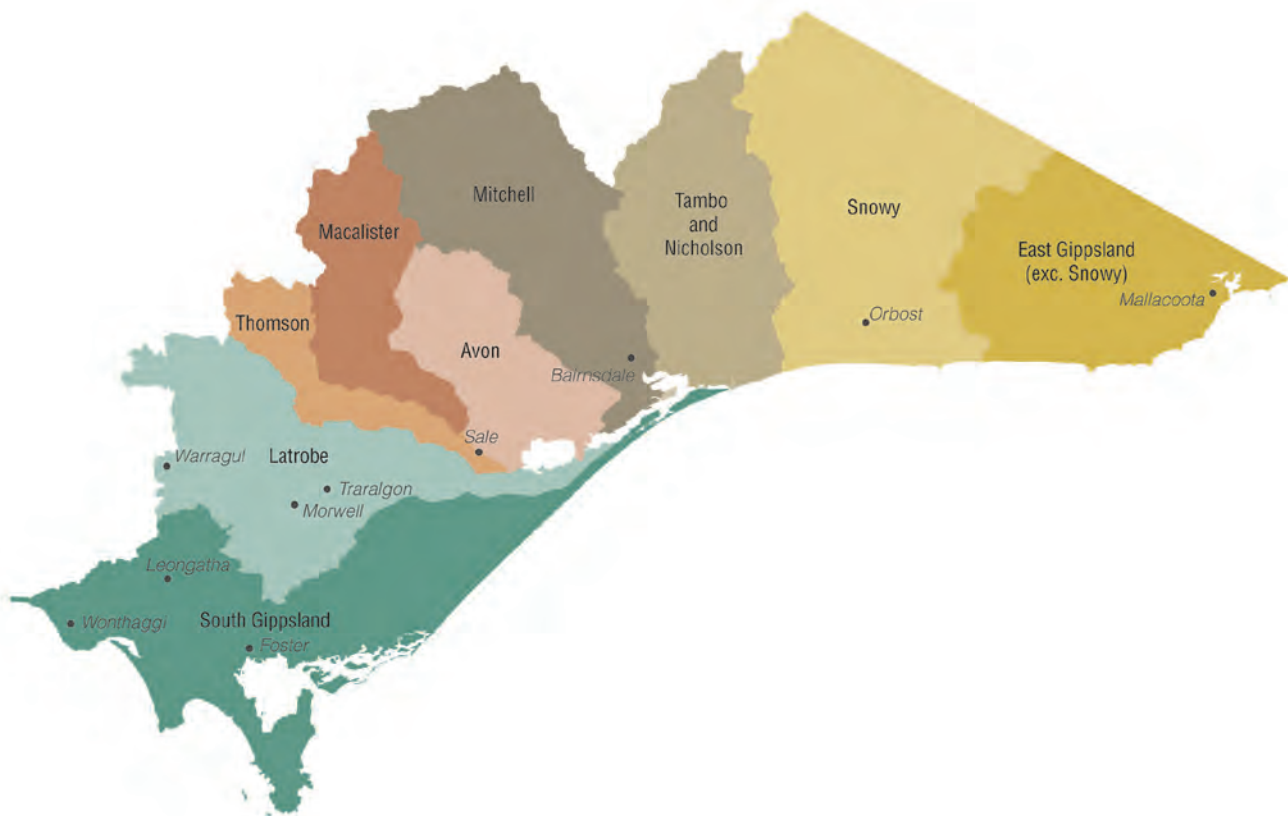 Mitchell
Tambo
and
Nicholson
Snowy
Macalister
East Gippsland
(exc. Snowy)
Mallacoota
Thomson
Orbost
Avon
Bairnsdale
Sale
Latrobe
Warragul
Traralgon
Morwell
Leongatha
South Gippsland
Wonthaggi
Foster